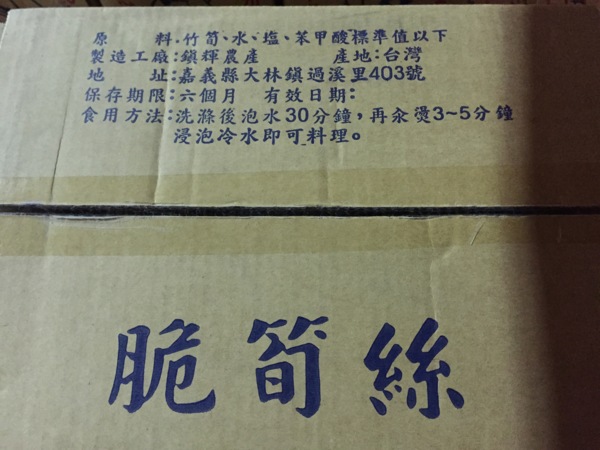 原　　料.竹筍、水、塩、苯甲酸標準值以下
製造工廠:鎮輝農產　　　　產地:台灣
地　　址:嘉義縣大林鎮過溪里403號
保存期限:六個月　有效日期:
食用方法:洗滌後泡水30分鐘,再汆燙3~5分鐘
浸泡冷水即可料理。
脆筍絲